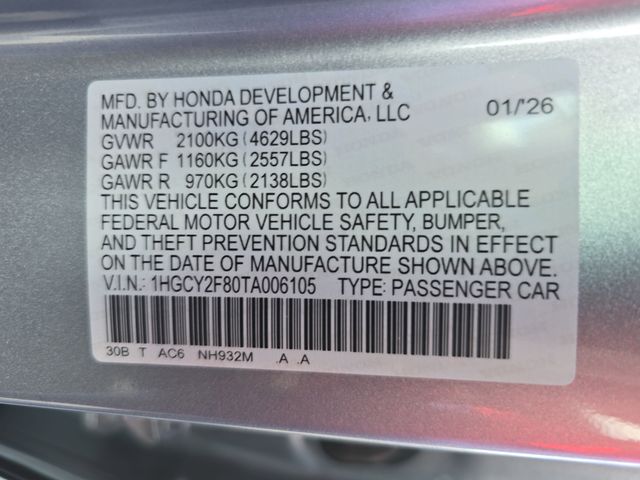 MFD. BY HONDA DEVELOPMENT &
MANUFACTURING OF AMERICA, LLC 01/'26
GVWR 2100KG (4629LBS)
GAWR F 1160KG (2557LBS)
GAWR R 970KG (2138LBS)
THIS VEHICLE CONFORMS TO ALL APPLICABLE
FEDERAL MOTOR VEHICLE SAFETY, BUMPER,
AND THEFT PREVENTION STANDARDS IN EFFECT
ON THE DATE OF MANUFACTURE SHOWN ABOVE.
V.I.N.: 1HGCY2F80TA006105 TYPE: PASSENGER CAR
30B T AC6 NH932M .A .A